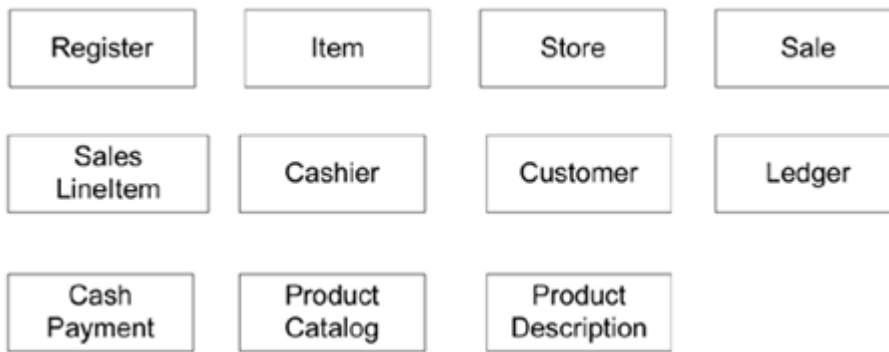 Register
Item
Store
Sale
Sales
LineItem
Cashier
Customer
Ledger
Cash
Payment
Product
Catalog
Product
Description